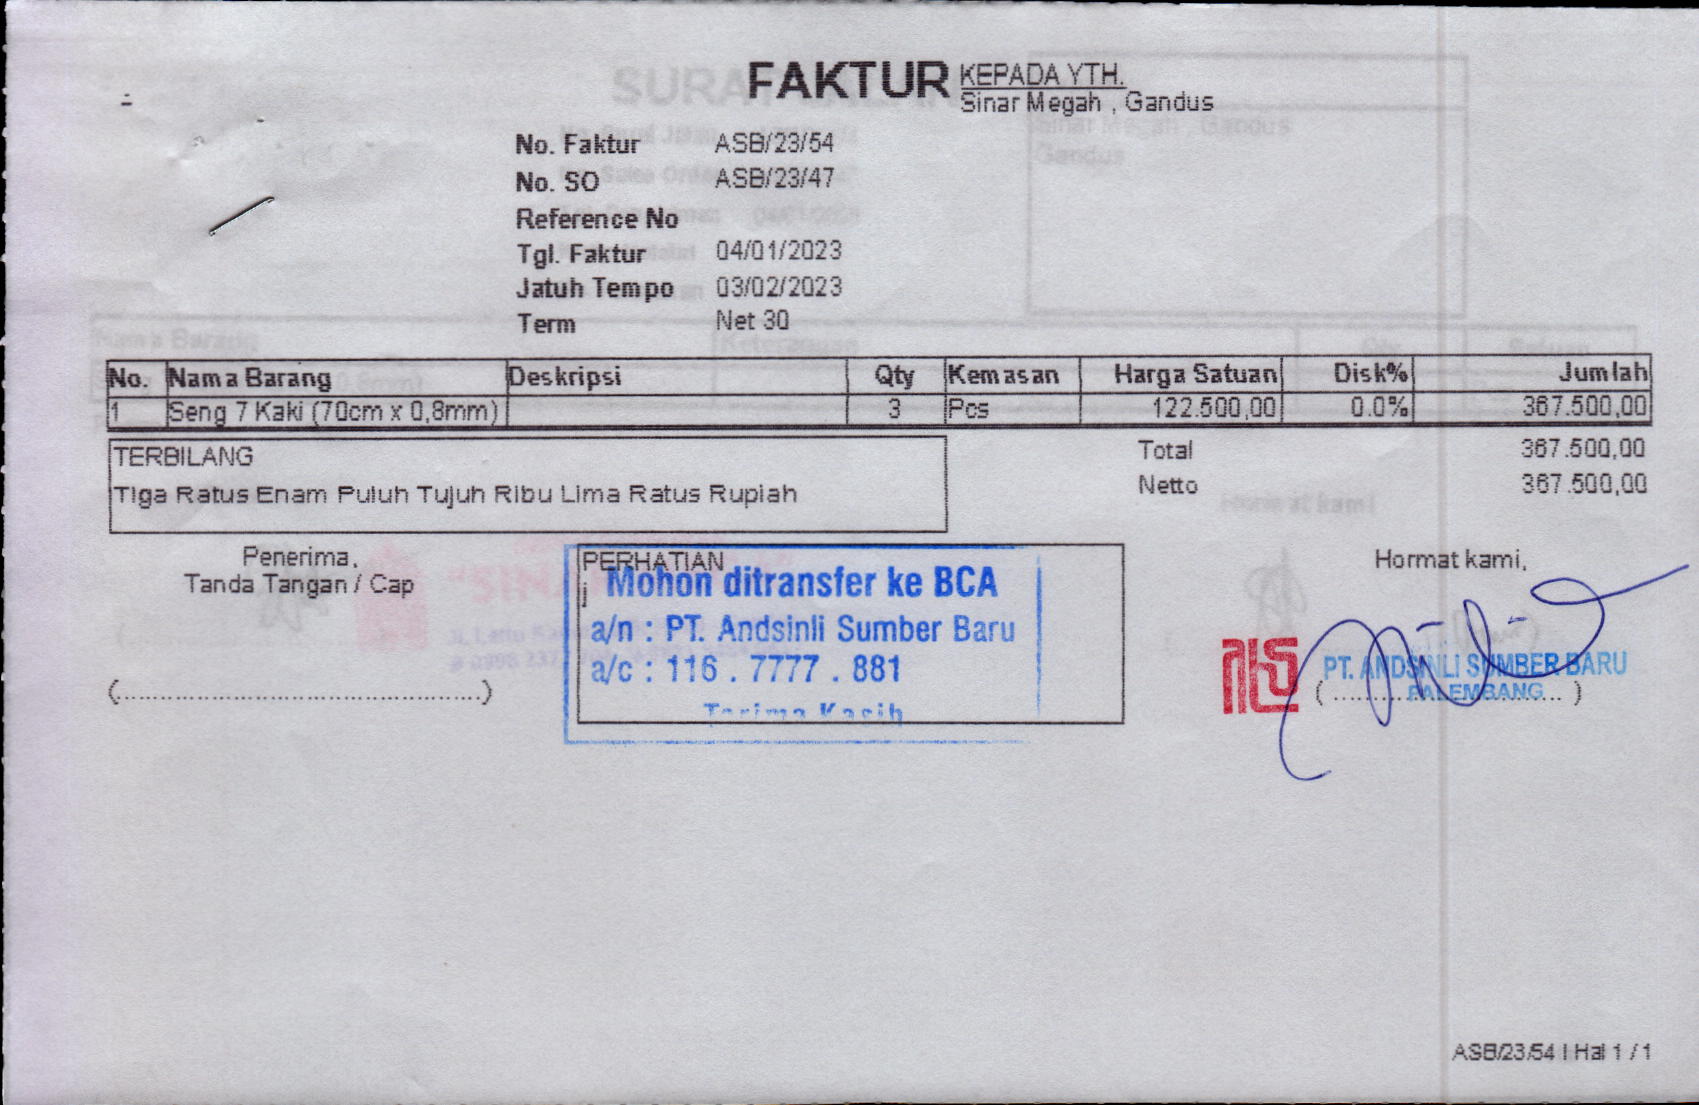 FAKTUR
KEPADA YTH.
Sinar Megah , Gandus
No. Faktur ASB/23/54
No. SO ASB/23/47
Reference No
Tgl. Faktur 04/01/2023
Jatuh Tempo 03/02/2023
Term Net 30
No. Nama Barang Deskripsi Qty Kemasan Harga Satuan Disk% Jumlah
1 Seng 7 Kaki (70cm x 0,8mm) 3 Pcs 122.500,00 0.0% 367.500,00
TERBILANG
Tiga Ratus Enam Puluh Tujuh Ribu Lima Ratus Rupiah
Total 367.500,00
Netto 367.500,00
Penerima,
Tanda Tangan / Cap
(............................................)
PERHATIAN
j
Mohon ditransfer ke BCA
a/n : PT. Andsinli Sumber Baru
a/c : 116 . 7777 . 881
Terima Kasih
Hormat kami,
PT. ANDSINLI SUMBER BARU
PALEMBANG
ASB/23/54 | Hal 1 / 1